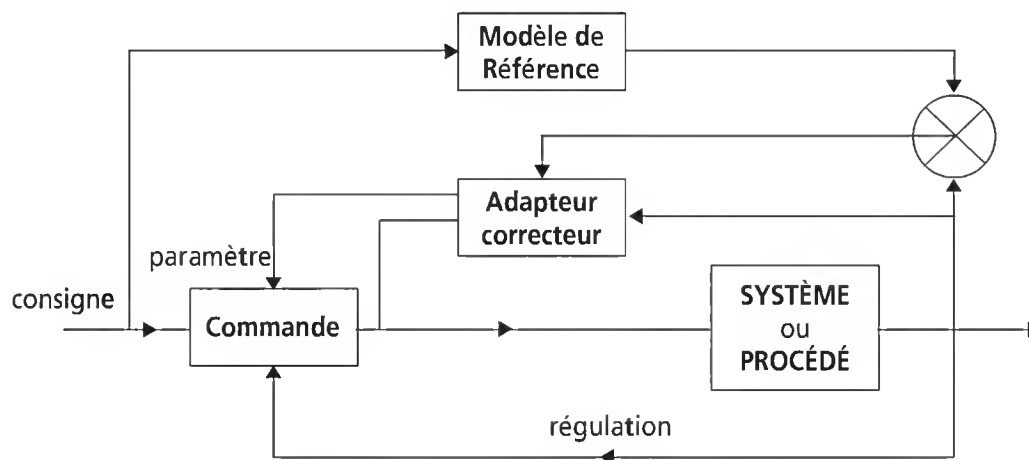 Modèle de
Référence
Adapteur
correcteur
paramètre
consigne
Commande
SYSTÈME
ou
PROCÉDÉ
régulation